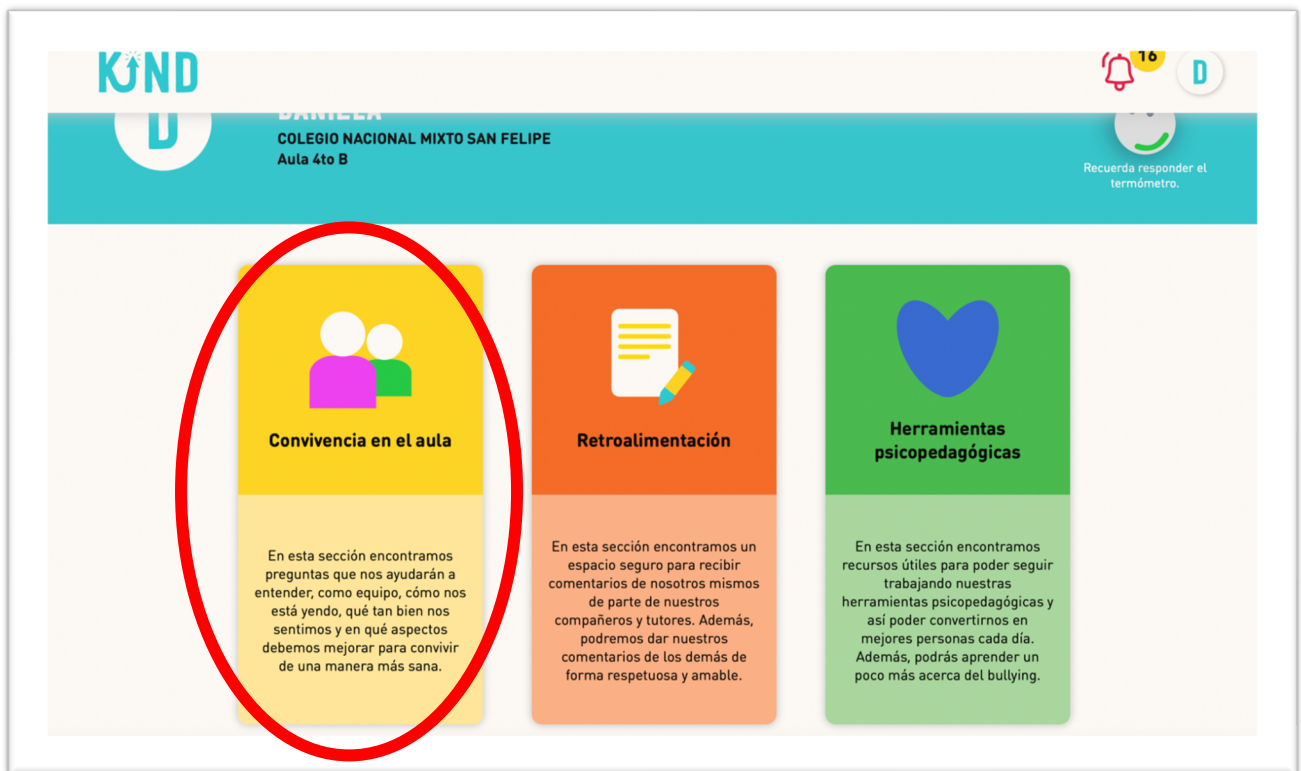 KIND
16
D
D
DANIELA
COLEGIO NACIONAL MIXTO SAN FELIPE
Aula 4to B
Recuerda responder el
termómetro.
Convivencia en el aula
En esta sección encontramos
preguntas que nos ayudarán a
entender, como equipo, cómo nos
está yendo, qué tan bien nos
sentimos y en qué aspectos
debemos mejorar para convivir
de una manera más sana.
Retroalimentación
En esta sección encontramos un
espacio seguro para recibir
comentarios de nosotros mismos
de parte de nuestros
compañeros y tutores. Además,
podremos dar nuestros
comentarios de los demás de
forma respetuosa y amable.
Herramientas
psicopedagógicas
En esta sección encontramos
recursos útiles para poder seguir
trabajando nuestras
herramientas psicopedagógicas y
así poder convertirnos en
mejores personas cada día.
Además, podrás aprender un
poco más acerca del bullying.